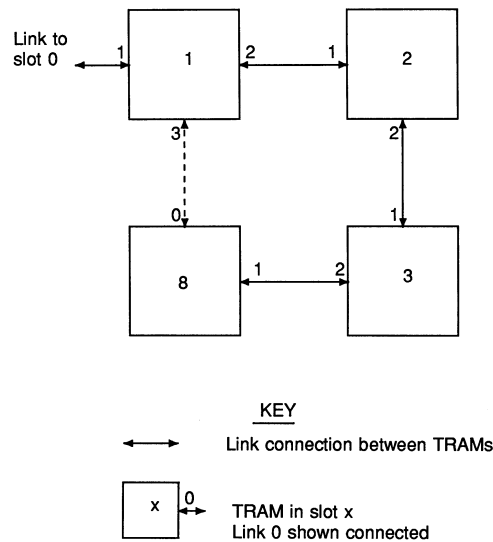 Link to
slot 0
1
1
2
1
2
3
2
0
1
8
1
2
3
KEY
Link connection between TRAMs
x
0
TRAM in slot x
Link 0 shown connected